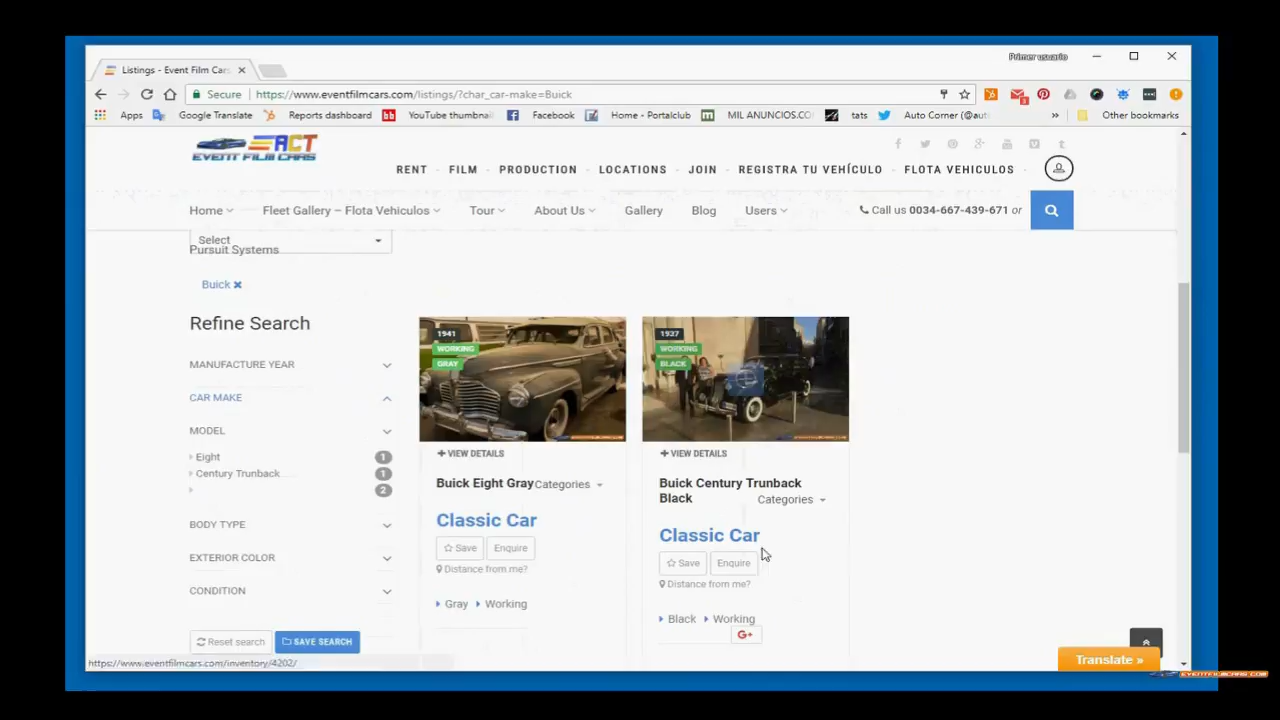 Listings - Event Film Cars
Primer usuario
Secure
https://www.eventfilmcars.com/listings/?char_car-make=Buick
Apps
Google Translate
Reports dashboard
YouTube thumbnail
Facebook
Home - Portalclub
MIL ANUNCIOS.CO
tats
Auto Corner (@aut
»
Other bookmarks
ACT
EVENT FILM CARS
RENT
FILM
PRODUCTION
LOCATIONS
JOIN
REGISTRA TU VEHÍCULO
FLOTA VEHICULOS
Home
Fleet Gallery – Flota Vehiculos
Tour
About Us
Gallery
Blog
Users
Call us 0034-667-439-671 or
Select
Pursuit Systems
Buick ✖
Refine Search
MANUFACTURE YEAR
CAR MAKE
MODEL
Eight 1
Century Trunback 1
2
BODY TYPE
EXTERIOR COLOR
CONDITION
Reset search
SAVE SEARCH
1941
WORKING
GRAY
+ VIEW DETAILS
Buick Eight Gray
Categories
Classic Car
Save
Enquire
Distance from me?
Gray
Working
1937
WORKING
BLACK
+ VIEW DETAILS
Buick Century Trunback
Black
Categories
Classic Car
Save
Enquire
Distance from me?
Black
Working
G+
Translate »
https://www.eventfilmcars.com/inventory/4202/
EVENTFILMCARS.COM